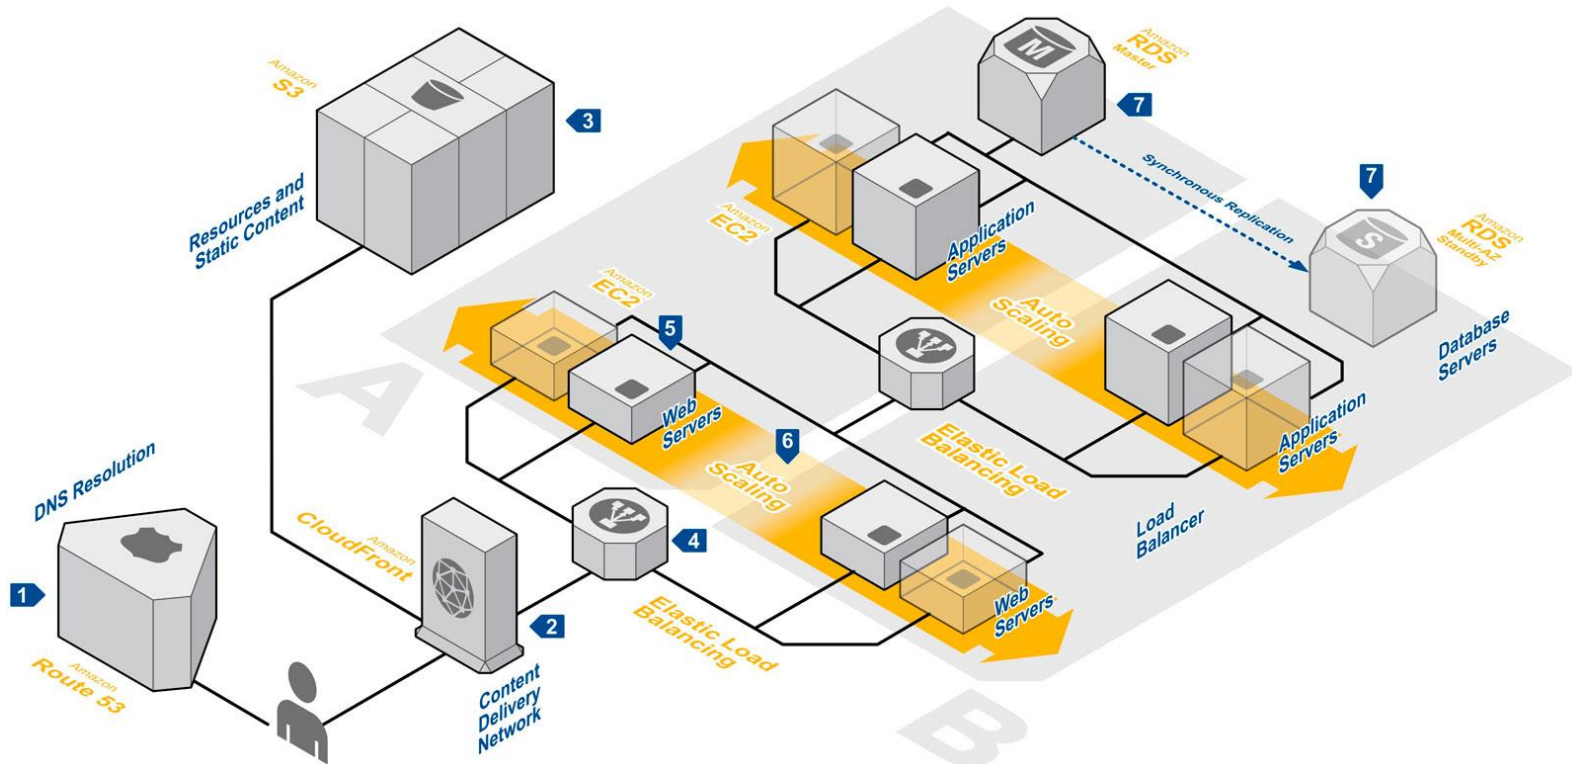 Amazon
S3
3
Resources and
Static Content
Amazon
RDS
Master
7
Synchronous Replication
7
Amazon
RDS
Multi-AZ
Standby
M
S
Amazon
EC2
Application
Servers
Auto
Scaling
Database
Servers
Amazon
EC2
5
Web
Servers
A
6
Auto
Scaling
Elastic Load
Balancing
Application
Servers
Load
Balancer
DNS Resolution
1
Amazon
Route 53
Amazon
CloudFront
2
4
Elastic Load
Balancing
Web
Servers
Content
Delivery
Network
B